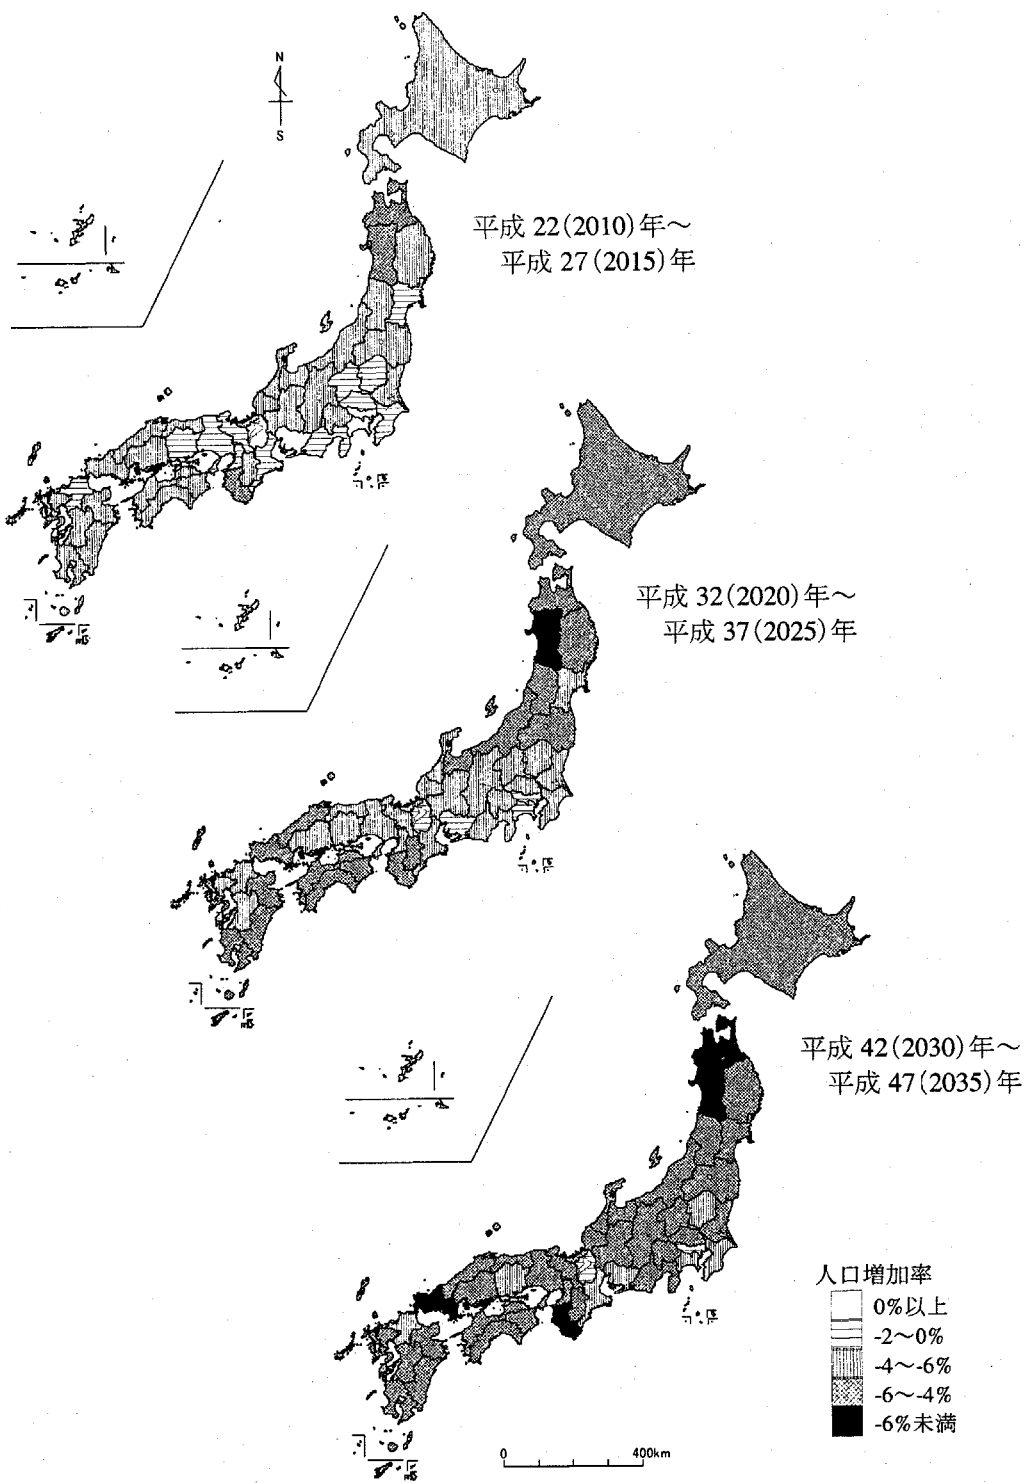 N
S
平成 22(2010)年～
平成 27(2015)年
平成 32(2020)年～
平成 37(2025)年
平成 42(2030)年～
平成 47(2035)年
人口増加率
0%以上
-2～0%
-4～-6%
-6～-4%
-6%未満
0 400km